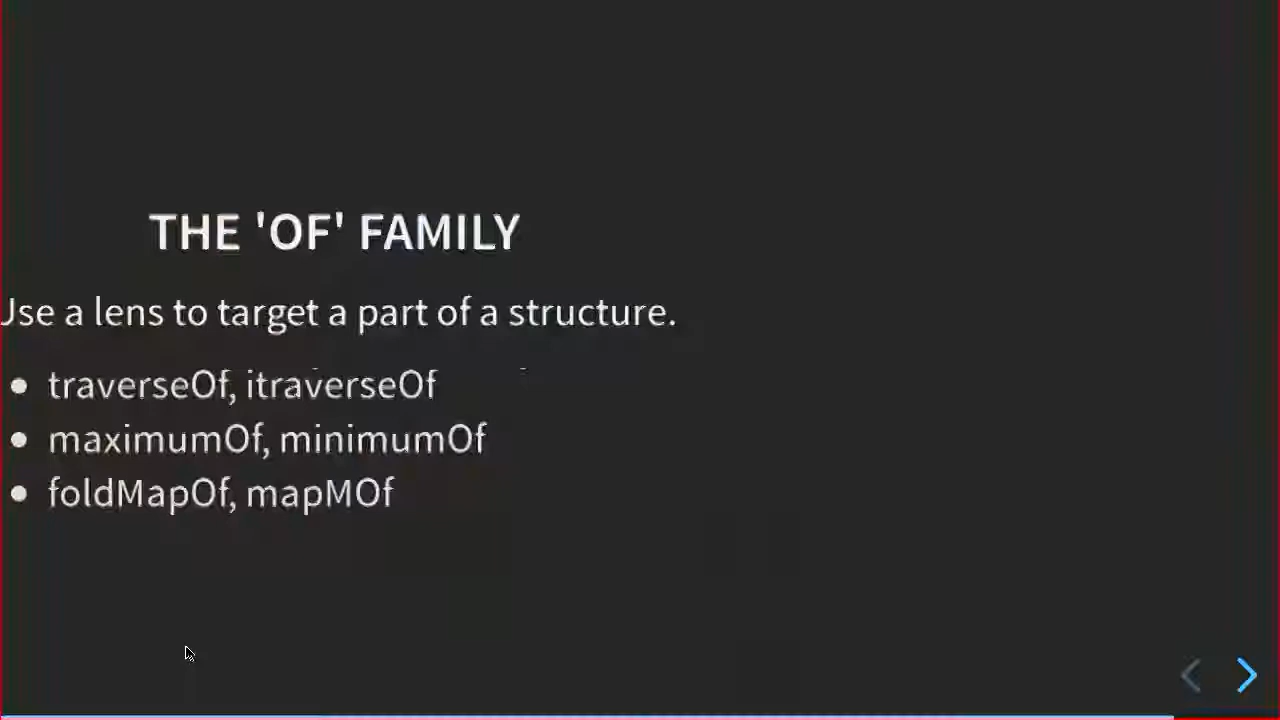 THE 'OF' FAMILY
Use a lens to target a part of a structure.
• traverseOf, itraverseOf
• maximumOf, minimumOf
• foldMapOf, mapMOf